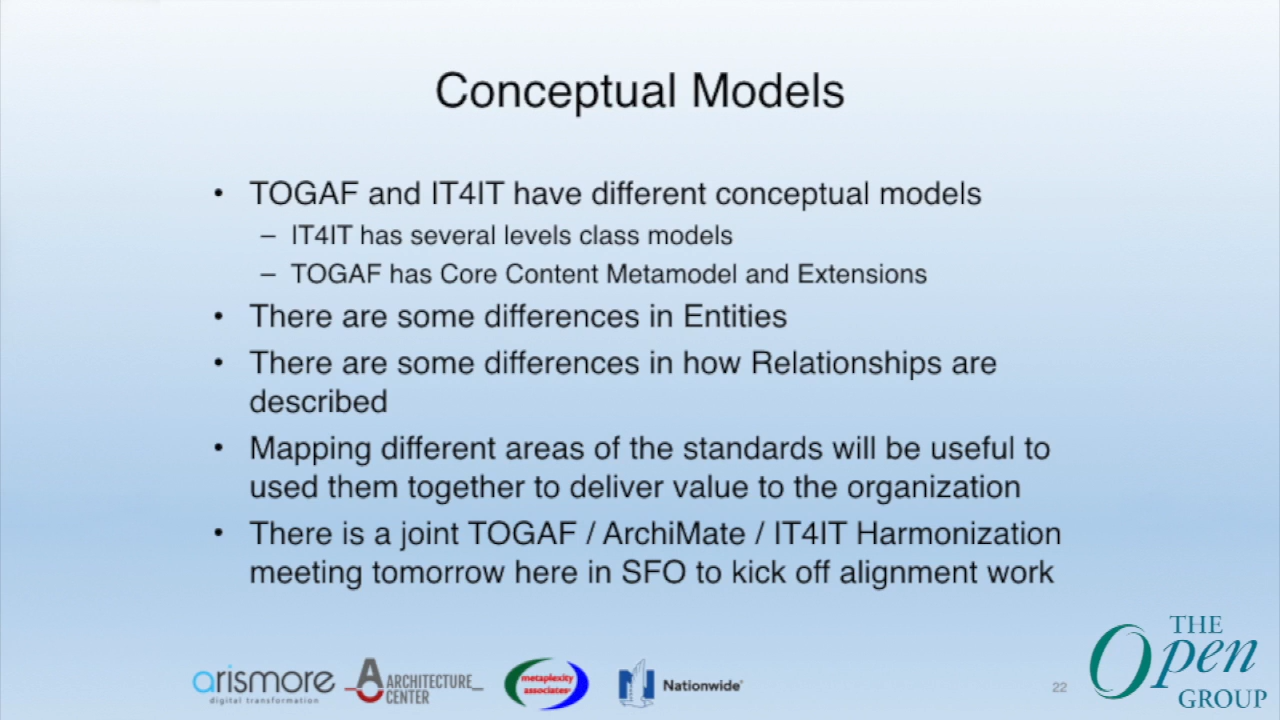 Conceptual Models
• TOGAF and IT4IT have different conceptual models
– IT4IT has several levels class models
– TOGAF has Core Content Metamodel and Extensions
• There are some differences in Entities
• There are some differences in how Relationships are
described
• Mapping different areas of the standards will be useful to
used them together to deliver value to the organization
• There is a joint TOGAF / ArchiMate / IT4IT Harmonization
meeting tomorrow here in SFO to kick off alignment work
arismore
digital transformation
ARCHITECTURE
CENTER
metaplexity
associates
Nationwide
22
THE
Open
GROUP